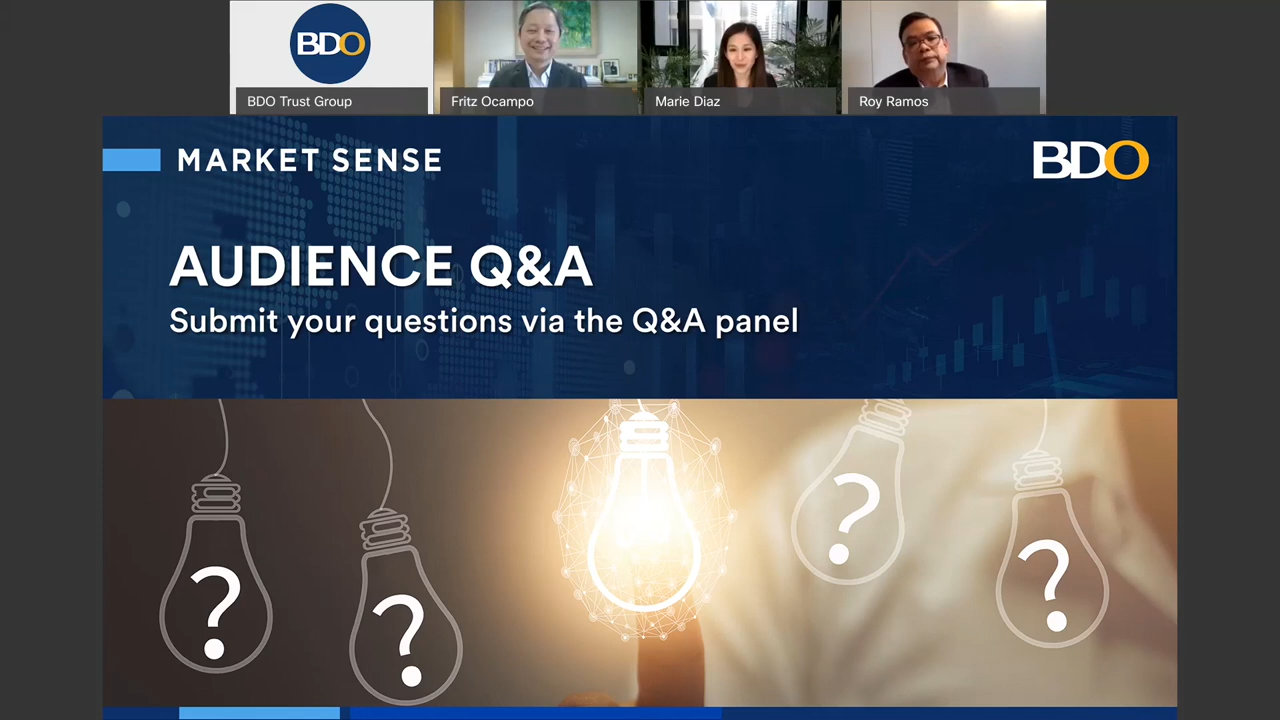 BDO
BDO Trust Group
Fritz Ocampo
Marie Diaz
Roy Ramos
MARKET SENSE
BDO
AUDIENCE Q&A
Submit your questions via the Q&A panel
?
?
?
?